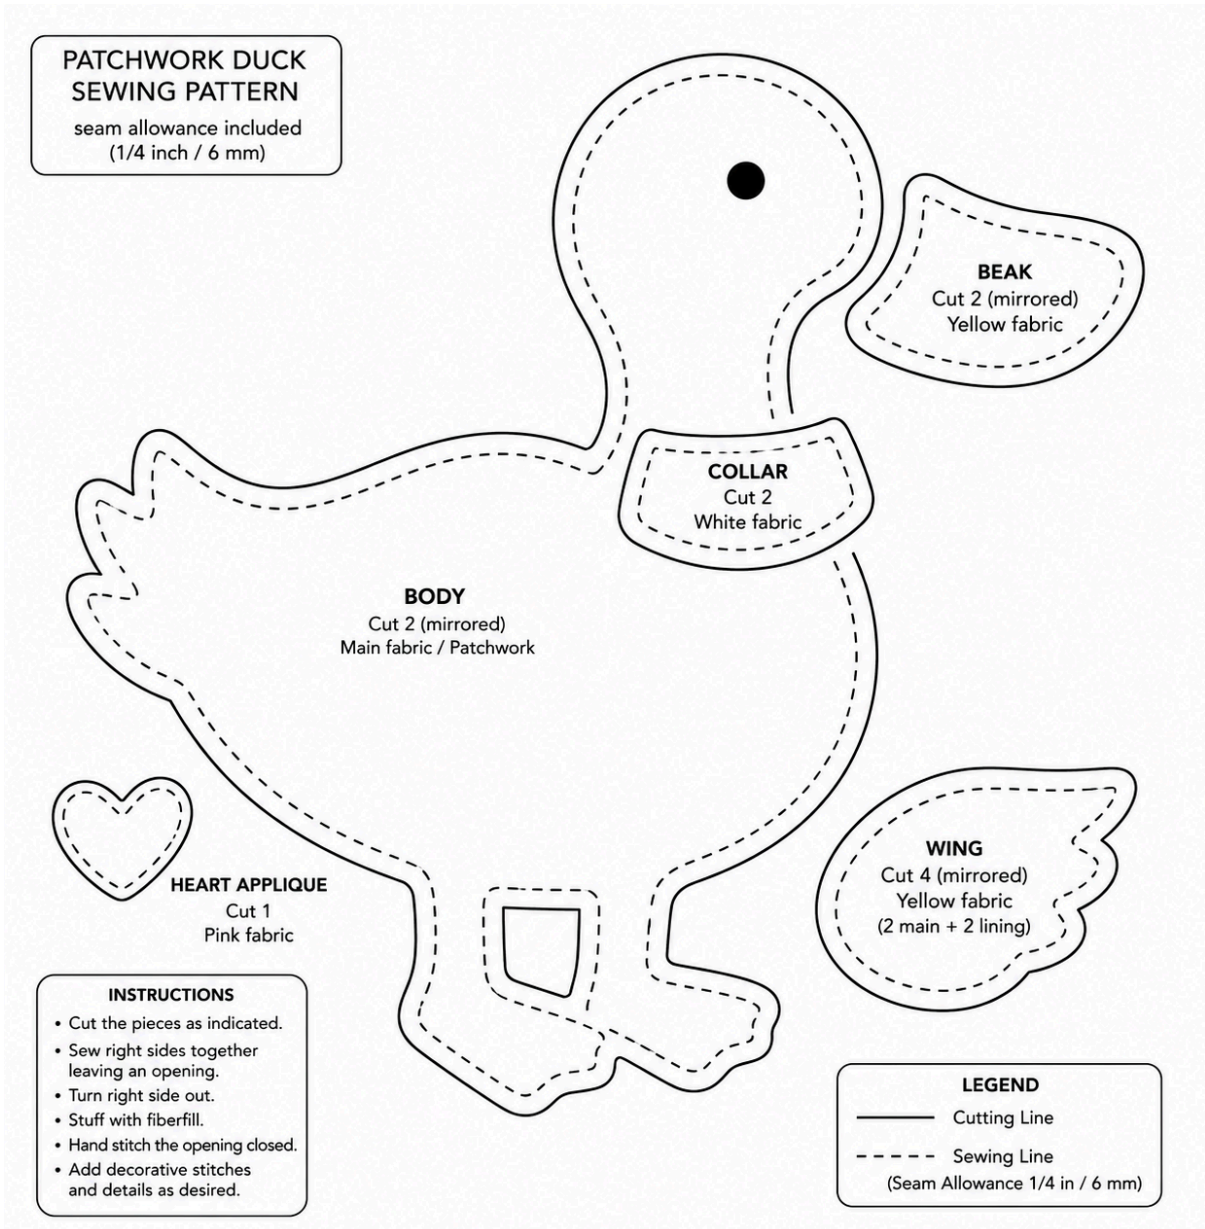 PATCHWORK DUCK
SEWING PATTERN
seam allowance included
(1/4 inch / 6 mm)
BEAK
Cut 2 (mirrored)
Yellow fabric
COLLAR
Cut 2
White fabric
BODY
Cut 2 (mirrored)
Main fabric / Patchwork
HEART APPLIQUE
Cut 1
Pink fabric
WING
Cut 4 (mirrored)
Yellow fabric
(2 main + 2 lining)
INSTRUCTIONS
• Cut the pieces as indicated.
• Sew right sides together
leaving an opening.
• Turn right side out.
• Stuff with fiberfill.
• Hand stitch the opening closed.
• Add decorative stitches
and details as desired.
LEGEND
Cutting Line
Sewing Line
(Seam Allowance 1/4 in / 6 mm)